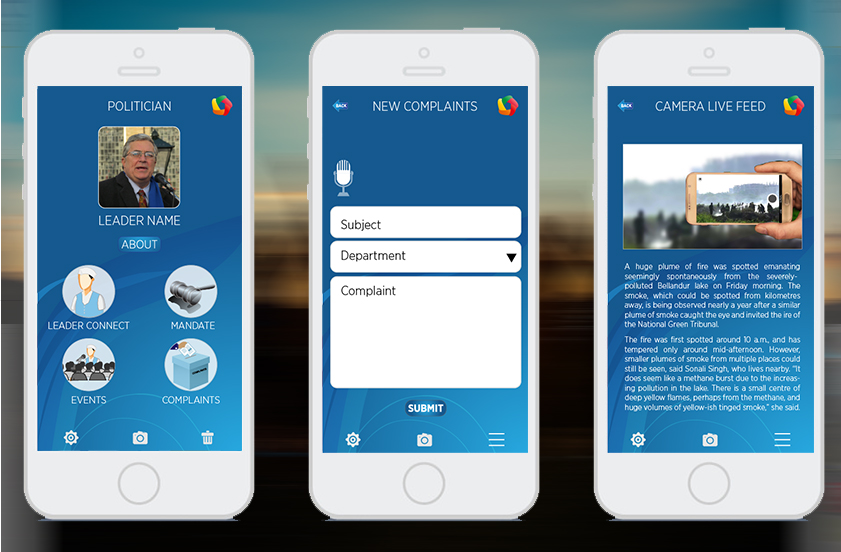 POLITICIAN
LEADER NAME
ABOUT
LEADER CONNECT
MANDATE
EVENTS
COMPLAINTS
BACK
NEW COMPLAINTS
Subject
Department
Complaint
SUBMIT
BACK
CAMERA LIVE FEED
A huge plume of fire was spotted emanating
seemingly spontaneously from the severely-
polluted Bellandur lake on Friday morning. The
smoke, which could be spotted from kilometres
away, is being observed nearly a year after a similar
plume of smoke caught the eye and invited the ire of
the National Green Tribunal.
The fire was first spotted around 10 a.m., and has
tempered only around mid-afternoon. However,
smaller plumes of smoke from multiple places could
still be seen, said Sonali Singh, who lives nearby. "It
does seem like a methane burst due to the increas-
ing pollution in the lake. There is a small centre of
deep yellow flames, perhaps from the methane, and
huge volumes of yellow-ish tinged smoke," she said.